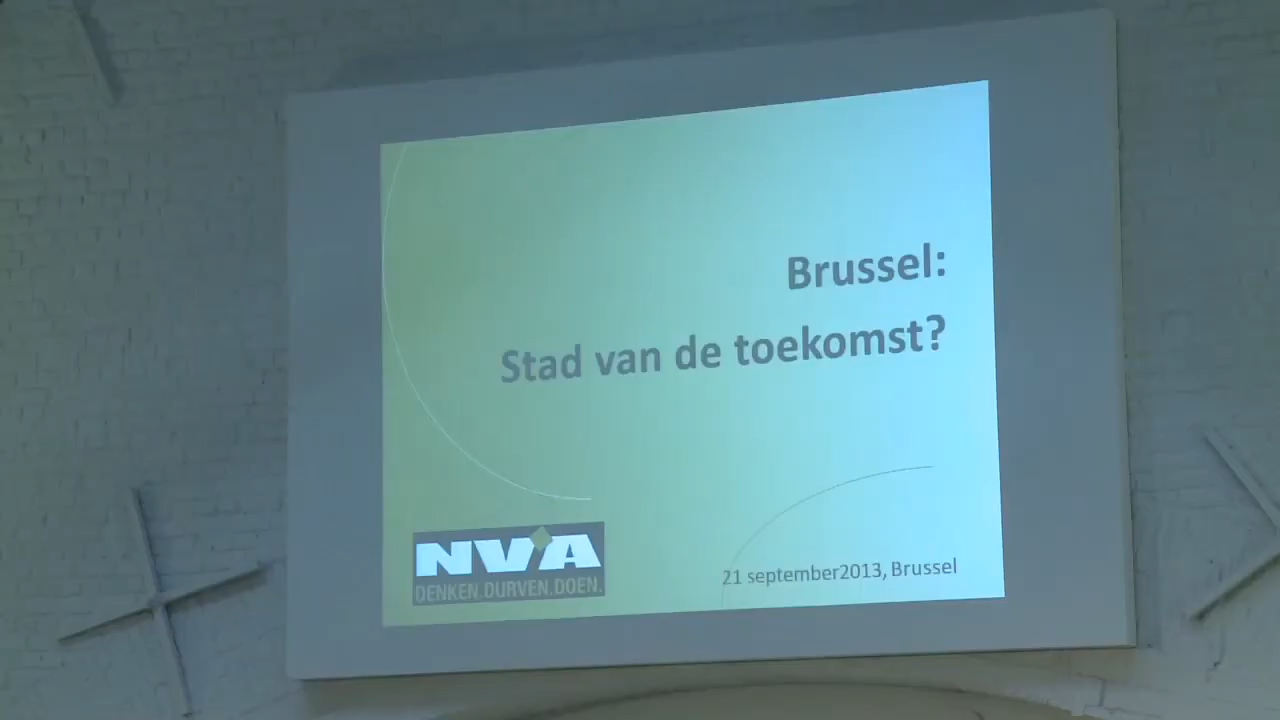 Brussel:
Stad van de toekomst?
NVA
DENKEN.DURVEN.DOEN.
21 september2013, Brussel